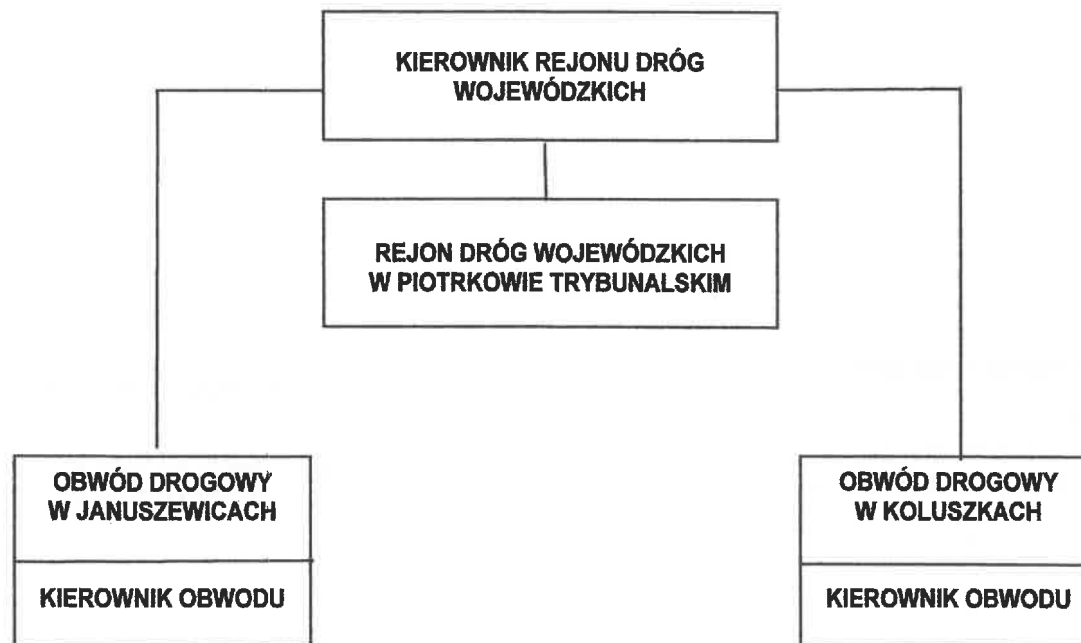 KIEROWNIK REJONU DRÓG
WOJEWÓDZKICH
REJON DRÓG WOJEWÓDZKICH
W PIOTRKOWIE TRYBUNALSKIM
OBWÓD DROGOWY
W JANUSZEWICACH
KIEROWNIK OBWODU
OBWÓD DROGOWY
W KOLUSZKACH
KIEROWNIK OBWODU